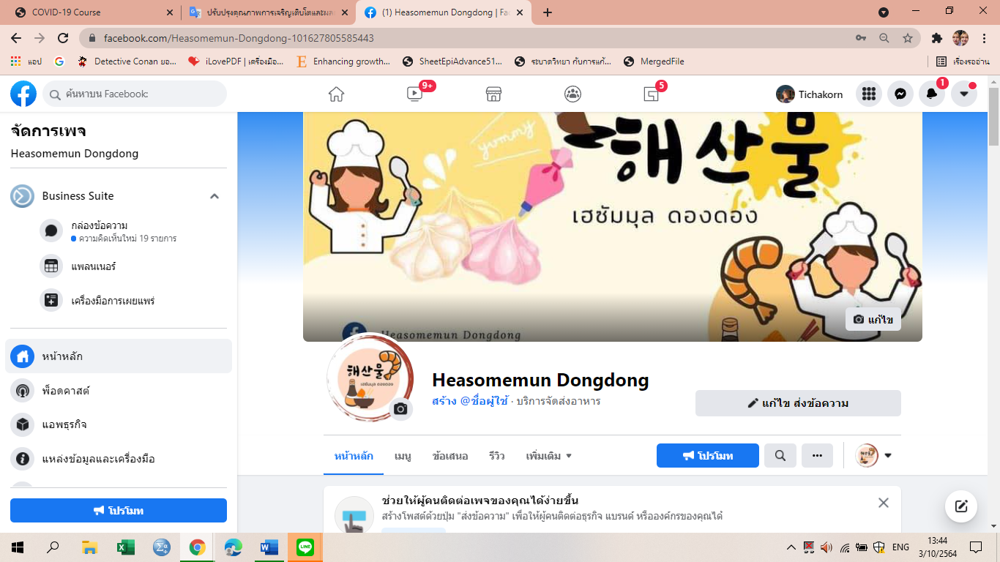 COVID-19 Course
ปรับปรุงคุณภาพการเจริญเติบโตและผล
(1) Heasomemun Dongdong | Fac
facebook.com/Heasomemun-Dongdong-101627805585443
แอป
Detective Conan ยอ...
iLovePDF | เครื่องมือ...
Enhancing growth...
SheetEpiAdvance51...
ระบาดวิทยา กับการแก้...
MergedFile
เรื่องรออ่าน
ค้นหาบน Facebook
9+
5
Tichakorn
1
จัดการเพจ
Heasomemun Dongdong
Business Suite
กล่องข้อความ
ความคิดเห็นใหม่ 19 รายการ
แพลนเนอร์
เครื่องมือการเผยแพร่
หน้าหลัก
พ็อดคาสต์
แอพธุรกิจ
แหล่งข้อมูลและเครื่องมือ
โปรโมท
yummy
해산물
เฮซัมมุล ดองดอง
Heasomemun Dongdong
แก้ไข
해산물
เฮซัมมุล ดองดอง
Heasomemun Dongdong
สร้าง @ชื่อผู้ใช้ · บริการจัดส่งอาหาร
แก้ไข ส่งข้อความ
หน้าหลัก
เมนู
ข้อเสนอ
รีวิว
เพิ่มเติม
โปรโมท
해산물
ช่วยให้ผู้คนติดต่อเพจของคุณได้ง่ายขึ้น
สร้างโพสต์ด้วยปุ่ม "ส่งข้อความ" เพื่อให้ผู้คนติดต่อธุรกิจ แบรนด์ หรือองค์กรของคุณได้
ENG
13:44
3/10/2564